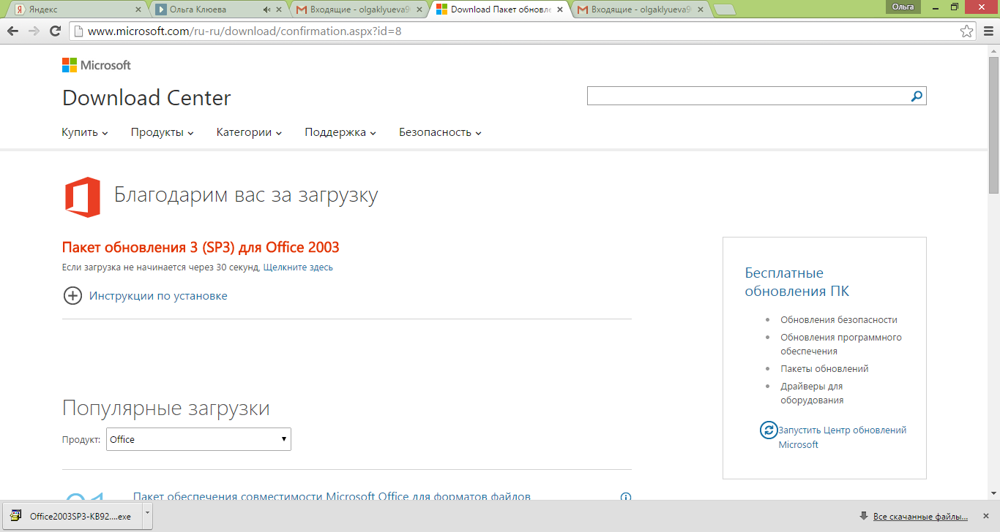 Яндекс
Ольга Клюева
Входящие - olgaklyueva9
Download Пакет обновле
Входящие - olgaklyueva9
Ольга
www.microsoft.com/ru-ru/download/confirmation.aspx?id=8
Microsoft
Download Center
Купить Продукты Категории Поддержка Безопасность
Благодарим вас за загрузку
Пакет обновления 3 (SP3) для Office 2003
Если загрузка не начинается через 30 секунд, Щелкните здесь
Инструкции по установке
Бесплатные
обновления ПК
Обновления безопасности
Обновления программного
обеспечения
Пакеты обновлений
Драйверы для
оборудования
Запустить Центр обновлений
Microsoft
Популярные загрузки
Продукт: Office
01 Пакет обеспечения совместимости Microsoft Office для форматов файлов
Office2003SP3-KB92....exe
Все скачанные файлы...